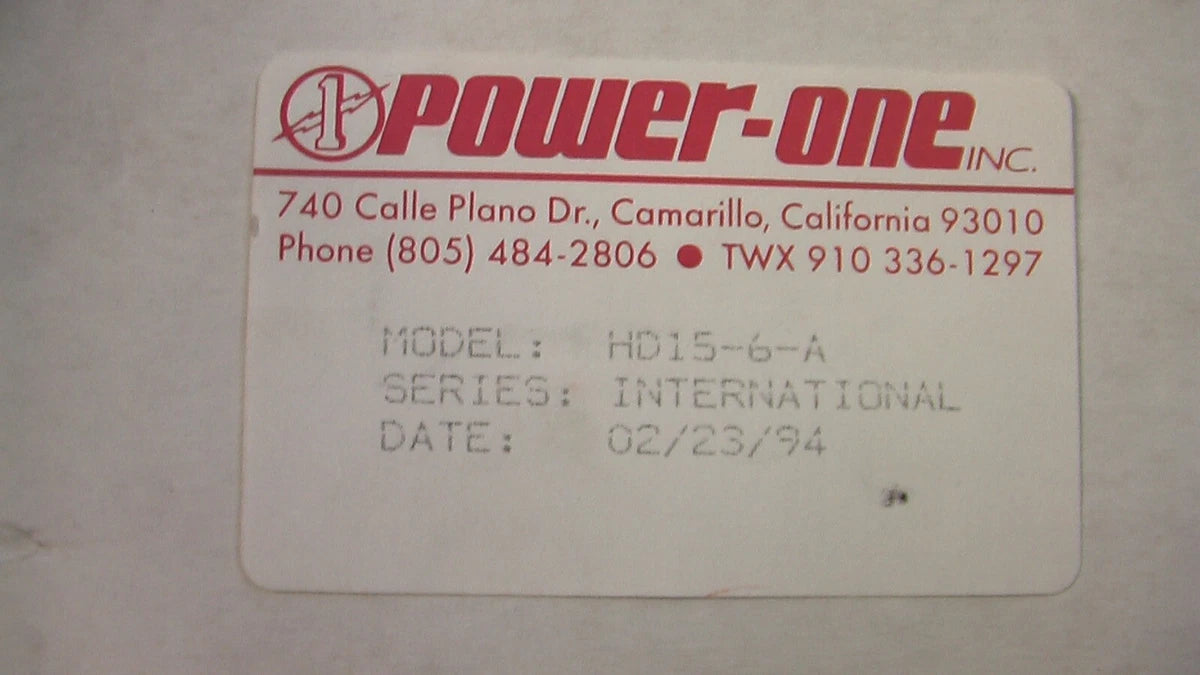 1 POWER-ONE INC.
740 Calle Plano Dr., Camarillo, California 93010
Phone (805) 484-2806 ● TWX 910 336-1297
MODEL: HD15-6-A
SERIES: INTERNATIONAL
DATE: 02/23/94